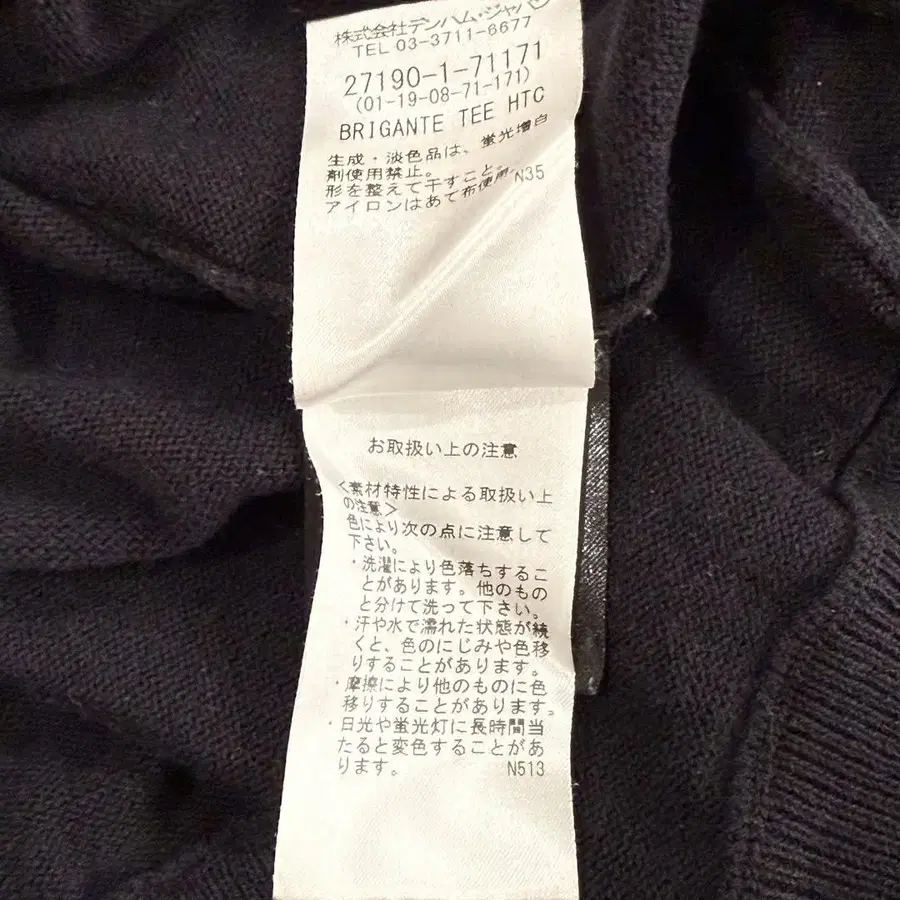 株式会社デンハム・ジャパン
TEL 03-3711-6677
27190-1-71171
(01-19-08-71-171)
BRIGANTE TEE HTC
生成・淡色品は、蛍光増白
剤使用禁止。
形を整えて干すこと。
アイロンはあて布使用。N35
お取扱い上の注意
<素材特性による取扱い上
の注意>
色により次の点に注意して
下さい。
・洗濯により色落ちするこ
とがあります。他のもの
と分けて洗って下さい。
・汗や水で濡れた状態が続
くと、色のにじみや色移
りすることがあります。
・摩擦により他のものに色
移りすることがあります。
・日光や蛍光灯に長時間当
たると変色することがあ
ります。 N513